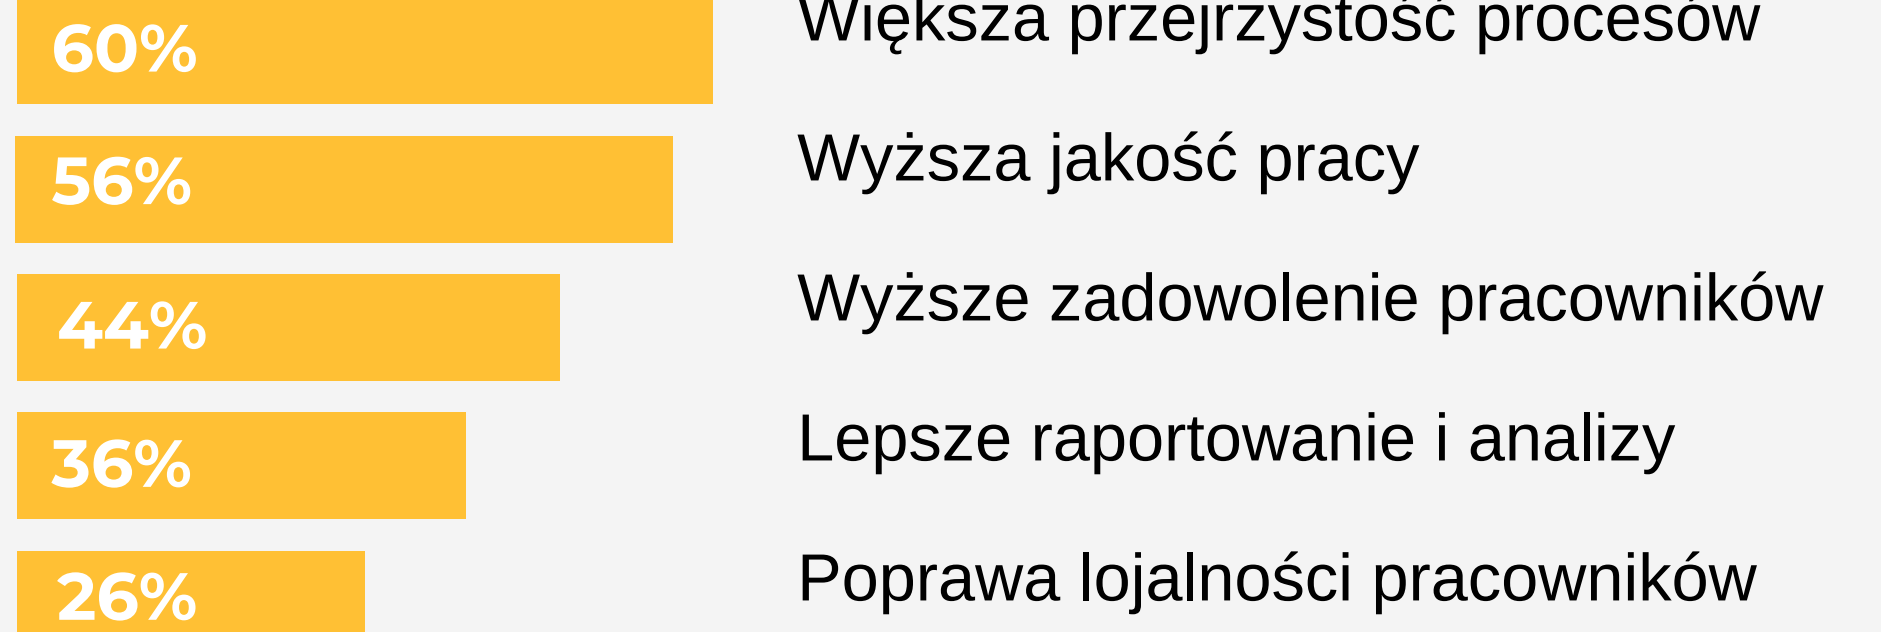 60% Większa przejrzystość procesów
56% Wyższa jakość pracy
44% Wyższe zadowolenie pracowników
36% Lepsze raportowanie i analizy
26% Poprawa lojalności pracowników